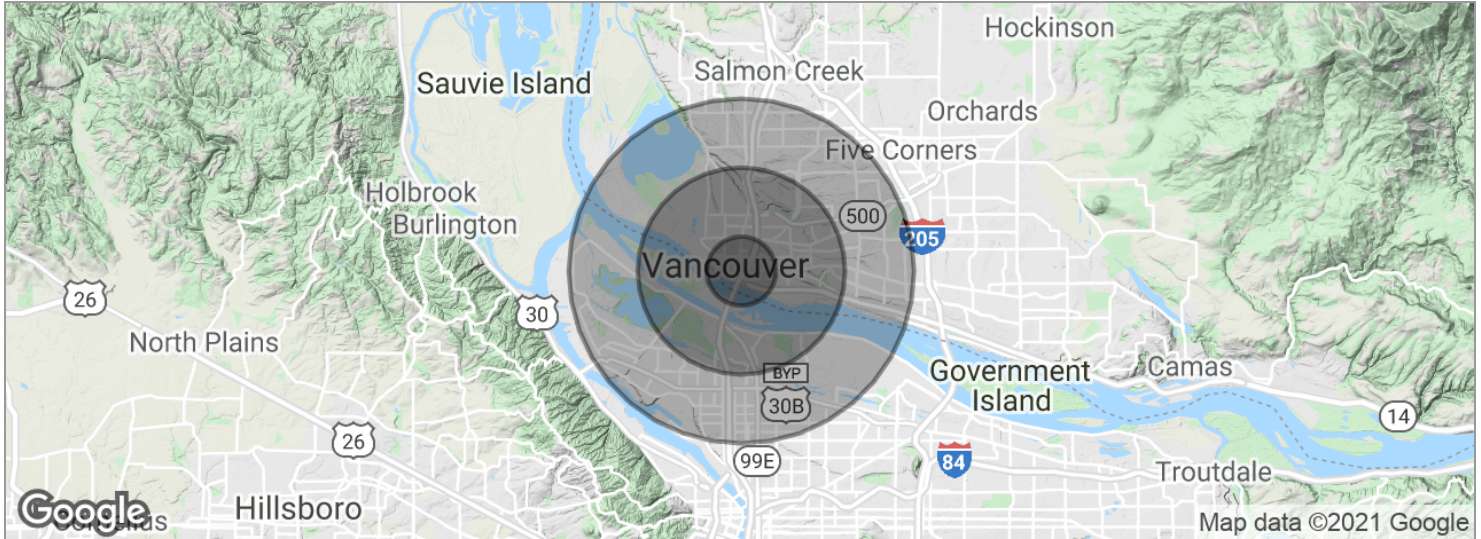 Hockinson
Salmon Creek
Sauvie Island
Orchards
Five Corners
Holbrook
Burlington
500
205
Vancouver
26
30
North Plains
Camas
BYP
30B
Government
Island
14
26
99E
84
Troutdale
Hillsboro
Google
Cornelius
Map data ©2021 Google